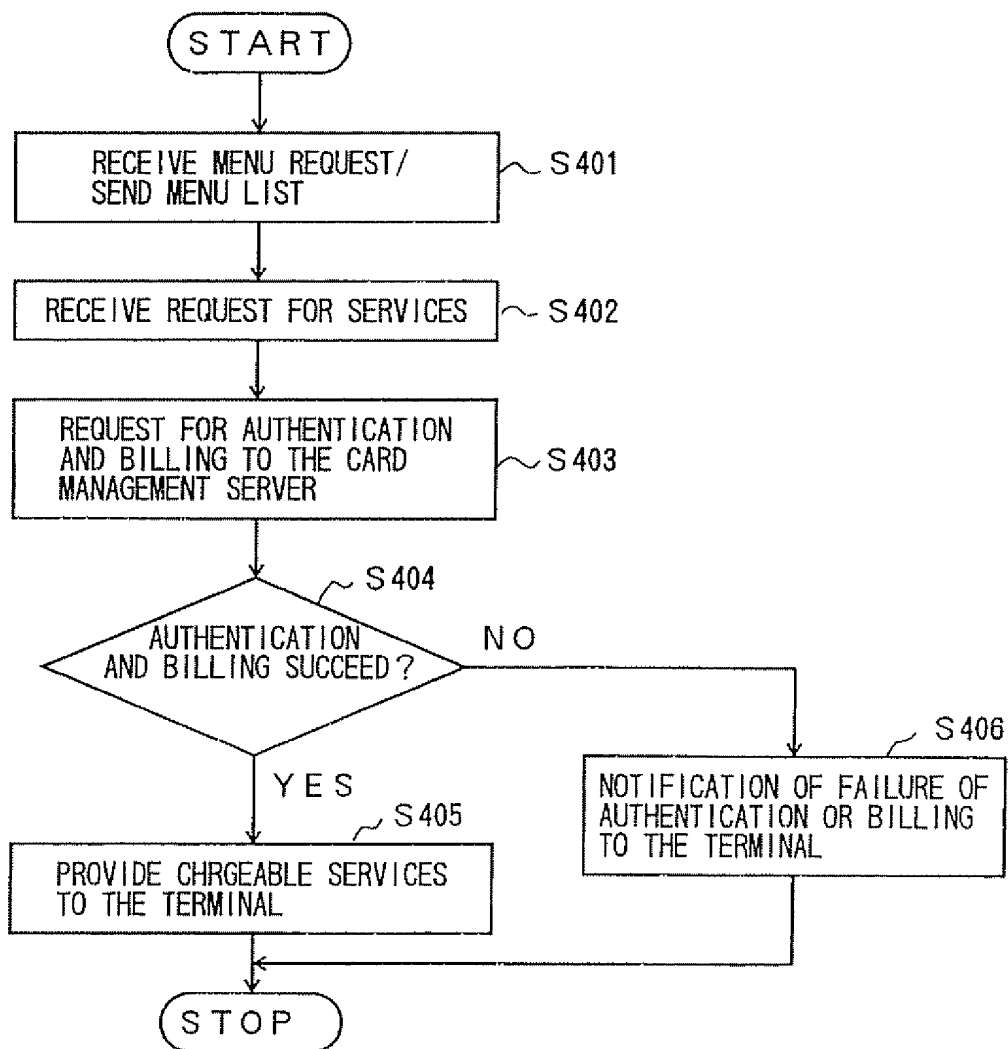 START
RECEIVE MENU REQUEST/
SEND MENU LIST
S401
RECEIVE REQUEST FOR SERVICES
S402
REQUEST FOR AUTHENTICATION
AND BILLING TO THE CARD
MANAGEMENT SERVER
S403
S404
AUTHENTICATION
AND BILLING SUCCEED?
NO
YES
S405
PROVIDE CHRGEABLE SERVICES
TO THE TERMINAL
S406
NOTIFICATION OF FAILURE OF
AUTHENTICATION OR BILLING
TO THE TERMINAL
STOP